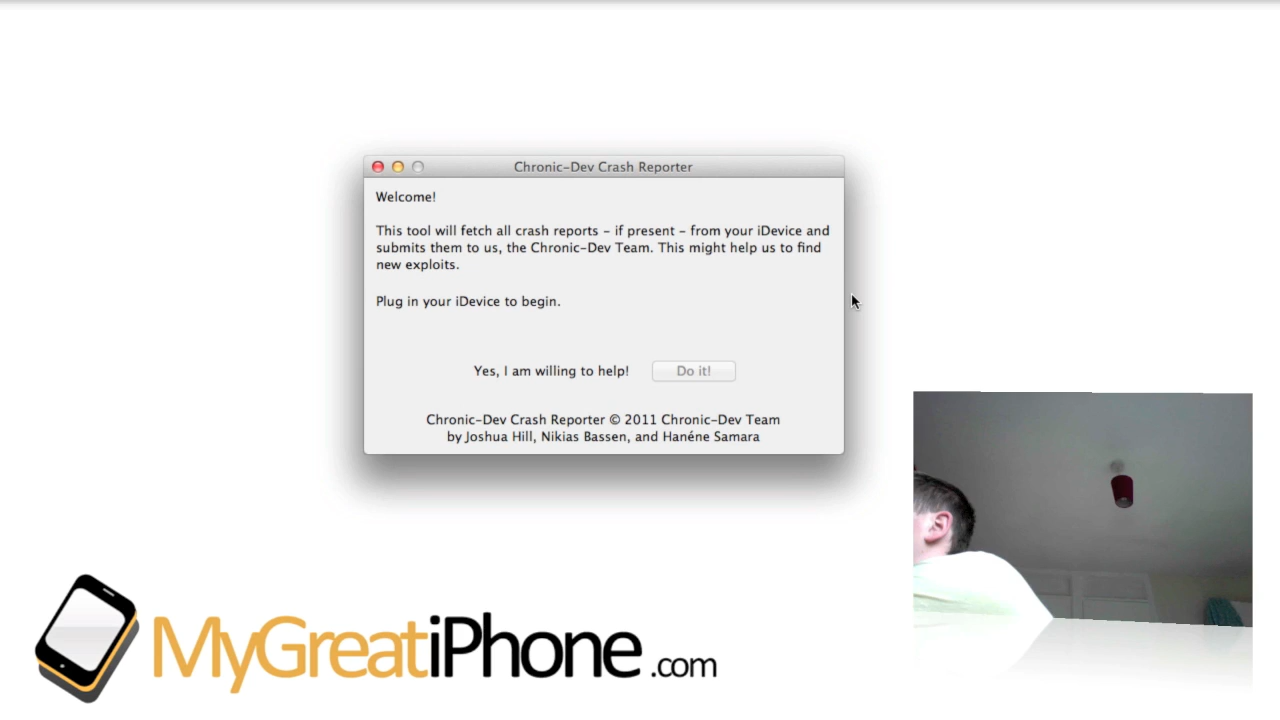 Chronic-Dev Crash Reporter
Welcome!
This tool will fetch all crash reports - if present - from your iDevice and
submits them to us, the Chronic-Dev Team. This might help us to find
new exploits.
Plug in your iDevice to begin.
Yes, I am willing to help! Do it!
Chronic-Dev Crash Reporter © 2011 Chronic-Dev Team
by Joshua Hill, Nikias Bassen, and Hanéne Samara
MyGreatiPhone.com